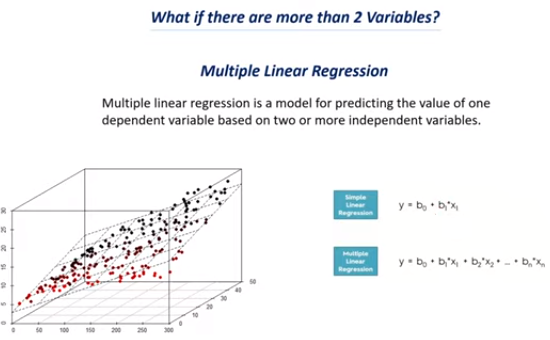 What if there are more than 2 Variables?
Multiple Linear Regression
Multiple linear regression is a model for predicting the value of one
dependent variable based on two or more independent variables.
Simple
Linear
Regression
y = b₀ + b₁*x₁
Multiple
Linear
Regression
y = b₀ + b₁*x₁ + b₂*x₂ + ... + bₙ*xₙ
30
25
20
15
10
5
0
0 50 100 150 200 250 300
0
10
20
30
40
50